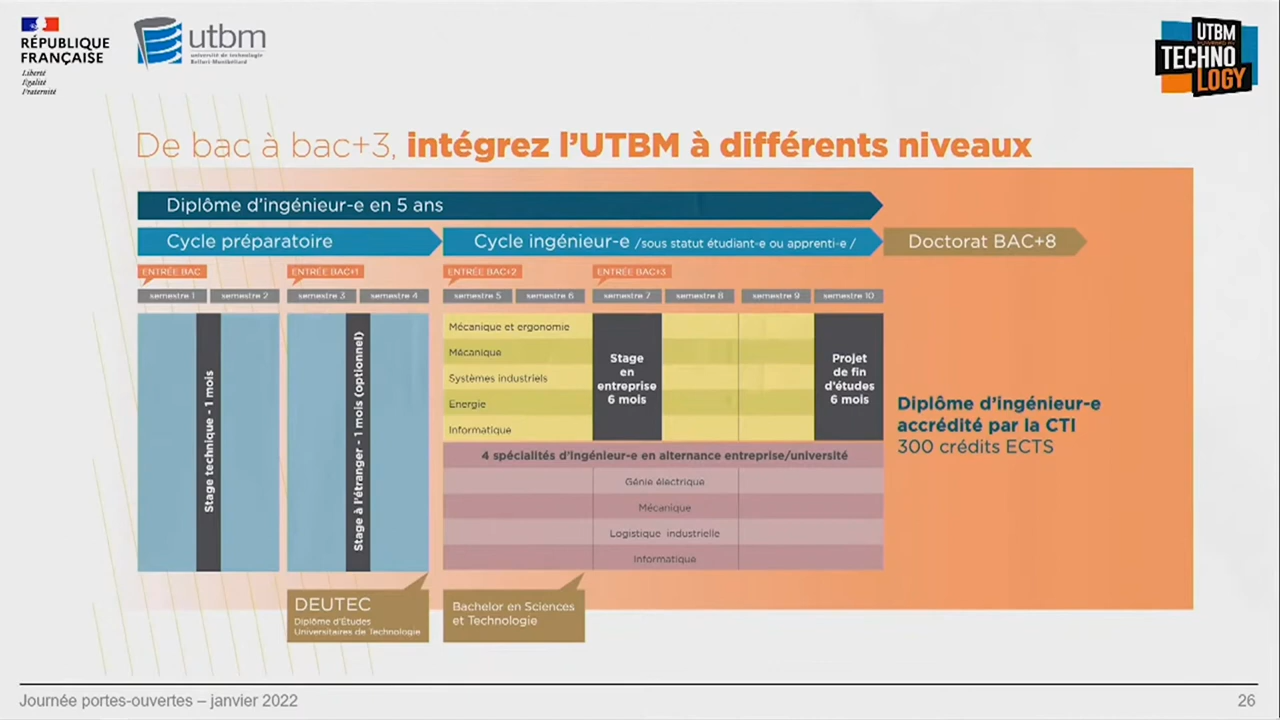 RÉPUBLIQUE
FRANÇAISE
Liberté
Égalité
Fraternité
utbm
université de technologie
Belfort-Montbéliard
UTBM
TECHNO
LOGY
De bac à bac+3, intégrez l'UTBM à différents niveaux
Diplôme d'ingénieur-e en 5 ans
Cycle préparatoire
Cycle ingénieur-e /sous statut étudiant-e ou apprenti-e /
Doctorat BAC+8
ENTRÉE BAC
ENTRÉE BAC+1
ENTRÉE BAC+2
ENTRÉE BAC+3
semestre 1
semestre 2
semestre 3
semestre 4
semestre 5
semestre 6
semestre 7
semestre 8
semestre 9
semestre 10
Stage technique - 1 mois
Stage à l'étranger - 1 mois (optionnel)
Mécanique et ergonomie
Mécanique
Systèmes industriels
Energie
Informatique
Stage
en
entreprise
6 mois
Projet
de fin
d'études
6 mois
4 spécialités d'ingénieur-e en alternance entreprise/université
Génie électrique
Mécanique
Logistique industrielle
Informatique
Diplôme d'ingénieur-e
accrédité par la CTI
300 crédits ECTS
DEUTEC
Diplôme d'Études
Universitaires de Technologie
Bachelor en Sciences
et Technologie
Journée portes-ouvertes – janvier 2022
26